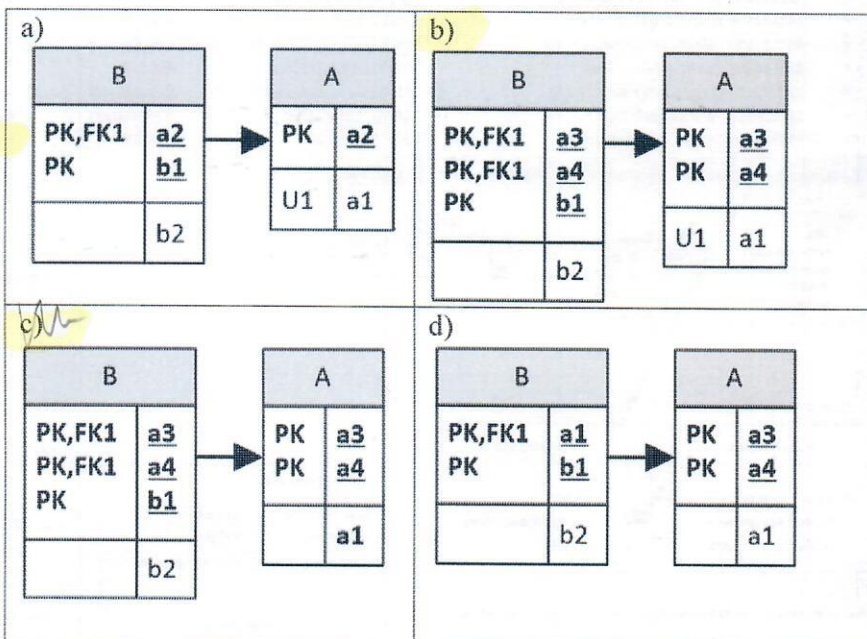 a)
B
PK,FK1 a2
PK b1
b2
A
PK a2
U1 a1
b)
B
PK,FK1 a3
PK,FK1 a4
PK b1
b2
A
PK a3
PK a4
U1 a1
c)
B
PK,FK1 a3
PK,FK1 a4
PK b1
b2
A
PK a3
PK a4
a1
d)
B
PK,FK1 a1
PK b1
b2
A
PK a3
PK a4
a1